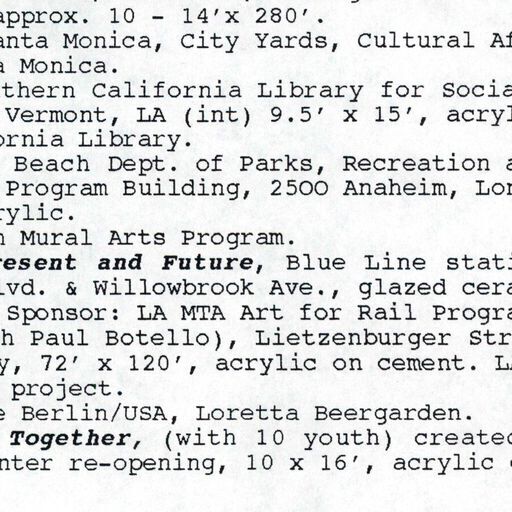 approx. 10 - 14'x 280'.
anta Monica, City Yards, Cultural Af
a Monica.
thern California Library for Socia
Vermont, LA (int) 9.5' x 15', acryl
ornia Library.
Beach Dept. of Parks, Recreation a
Program Building, 2500 Anaheim, Lon
rylic.
n Mural Arts Program.
resent and Future, Blue Line stati
lvd. & Willowbrook Ave., glazed cera
Sponsor: LA MTA Art for Rail Progra
h Paul Botello), Lietzenburger Str
y, 72' x 120', acrylic on cement. LA
project.
e Berlin/USA, Loretta Beergarden.
Together, (with 10 youth) created
nter re-opening, 10 x 16', acrylic